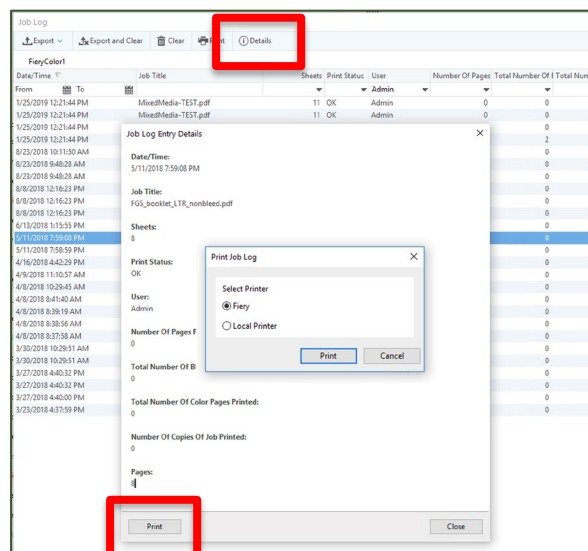 Job Log
Export Export and Clear Clear Print Details
FieryColor1
Date/Time Job Title Sheets Print Status User Number Of Pages Total Number Of Total Num
From To Admin
1/25/2019 12:21:44 PM MixedMedia-TEST.pdf 11 OK Admin 0 0
1/25/2019 12:21:44 PM MixedMedia-TEST.pdf 11 OK Admin 0 0
1/25/2019 12:21:44 PM 0
1/25/2019 12:21:44 PM 2
8/23/2018 10:11:50 AM 0
8/23/2018 9:48:28 AM 0
8/23/2018 9:48:28 AM 0
8/8/2018 12:16:23 PM 0
8/8/2018 12:16:23 PM 0
8/8/2018 12:16:23 PM 0
6/13/2018 1:15:55 PM 0
5/11/2018 7:59:08 PM 0
5/11/2018 7:58:59 PM 0
4/16/2018 4:42:29 PM 0
4/9/2018 11:10:57 AM 0
4/8/2018 10:29:45 AM 0
4/8/2018 8:41:40 AM 0
4/8/2018 8:39:19 AM 0
4/8/2018 8:38:56 AM 0
4/8/2018 8:37:58 AM 0
3/30/2018 10:29:51 AM 0
3/30/2018 10:29:51 AM 0
3/27/2018 4:40:32 PM 0
3/27/2018 4:40:32 PM 0
3/27/2018 4:40:00 PM 0
3/23/2018 4:37:59 PM 0
Job Log Entry Details
Date/Time:
5/11/2018 7:59:08 PM
Job Title:
FGS_booklet_LTR_nonbleed.pdf
Sheets:
8
Print Status:
OK
User:
Admin
Number Of Pages
0
Total Number Of B
0
Total Number Of Color Pages Printed:
0
Number Of Copies Of Job Printed:
0
Pages:
8
Print Close
Print Job Log
Select Printer
Fiery
Local Printer
Print Cancel